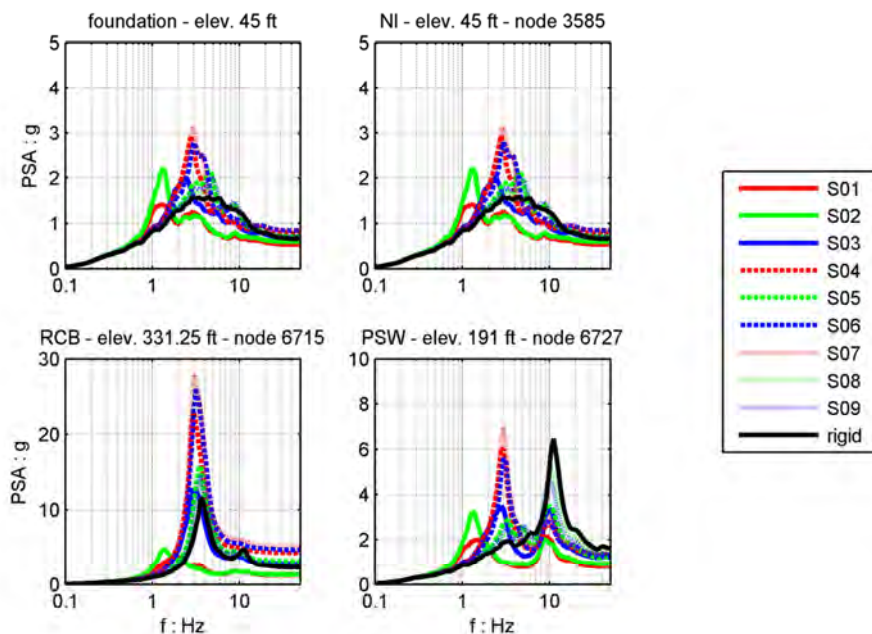 foundation - elev. 45 ft
NI - elev. 45 ft - node 3585
PSA : g
5
4
3
2
1
0
0.1
1
10
5
4
3
2
1
0
0.1
1
10
RCB - elev. 331.25 ft - node 6715
PSW - elev. 191 ft - node 6727
PSA : g
30
20
10
0
0.1
1
10
f : Hz
8
6
4
2
0
0.1
1
10
f : Hz
S01
S02
S03
S04
S05
S06
S07
S08
S09
rigid